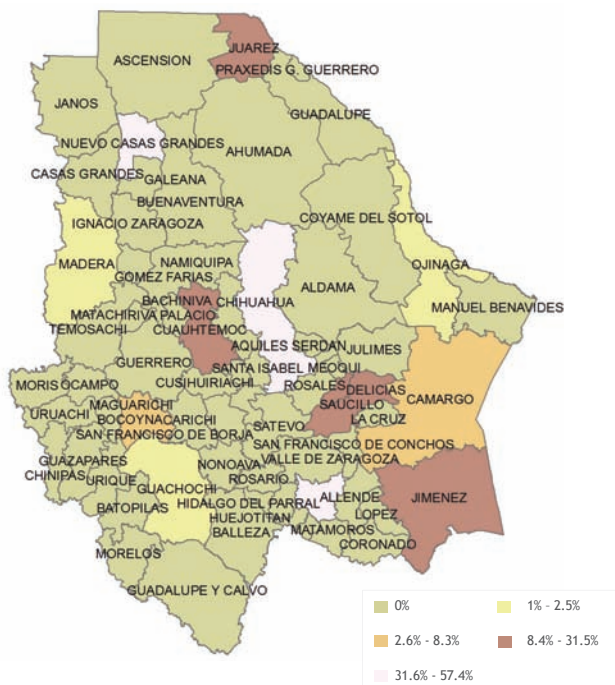 JUAREZ
ASCENSION
PRAXEDIS G. GUERRERO
JANOS
GUADALUPE
NUEVO CASAS GRANDES
AHUMADA
CASAS GRANDES
GALEANA
BUENAVENTURA
COYAME DEL SOTOL
IGNACIO ZARAGOZA
NAMIQUIPA
MADERA
OJINAGA
GOMEZ FARIAS
ALDAMA
BACHINIVA
CHIHUAHUA
MANUEL BENAVIDES
MATACHIRIVA PALACIO
TEMOSACHI
CUAUHTEMOC
AQUILES SERDAN
JULIMES
GUERRERO
SANTA ISABEL
MEOQUI
MORIS
OCAMPO
CUSIHUIRIACHI
ROSALES
DELICIAS
CAMARGO
MAGUARICHI
SAUCILLO
URUACHI
BOCOYNACARICHI
LA CRUZ
SATEVO
SAN FRANCISCO DE BORJA
SAN FRANCISCO DE CONCHOS
GUAZAPARES
VALLE DE ZARAGOZA
NONOAVA
CHINIPAS
URIQUE
ROSARIO
GUACHOCHI
ALLENDE
JIMENEZ
BATOPILAS
HIDALGO DEL PARRAL
LOPEZ
HUEJOTITAN
MATAMOROS
BALLEZA
CORONADO
MORELOS
GUADALUPE Y CALVO
0%
1% - 2.5%
2.6% - 8.3%
8.4% - 31.5%
31.6% - 57.4%